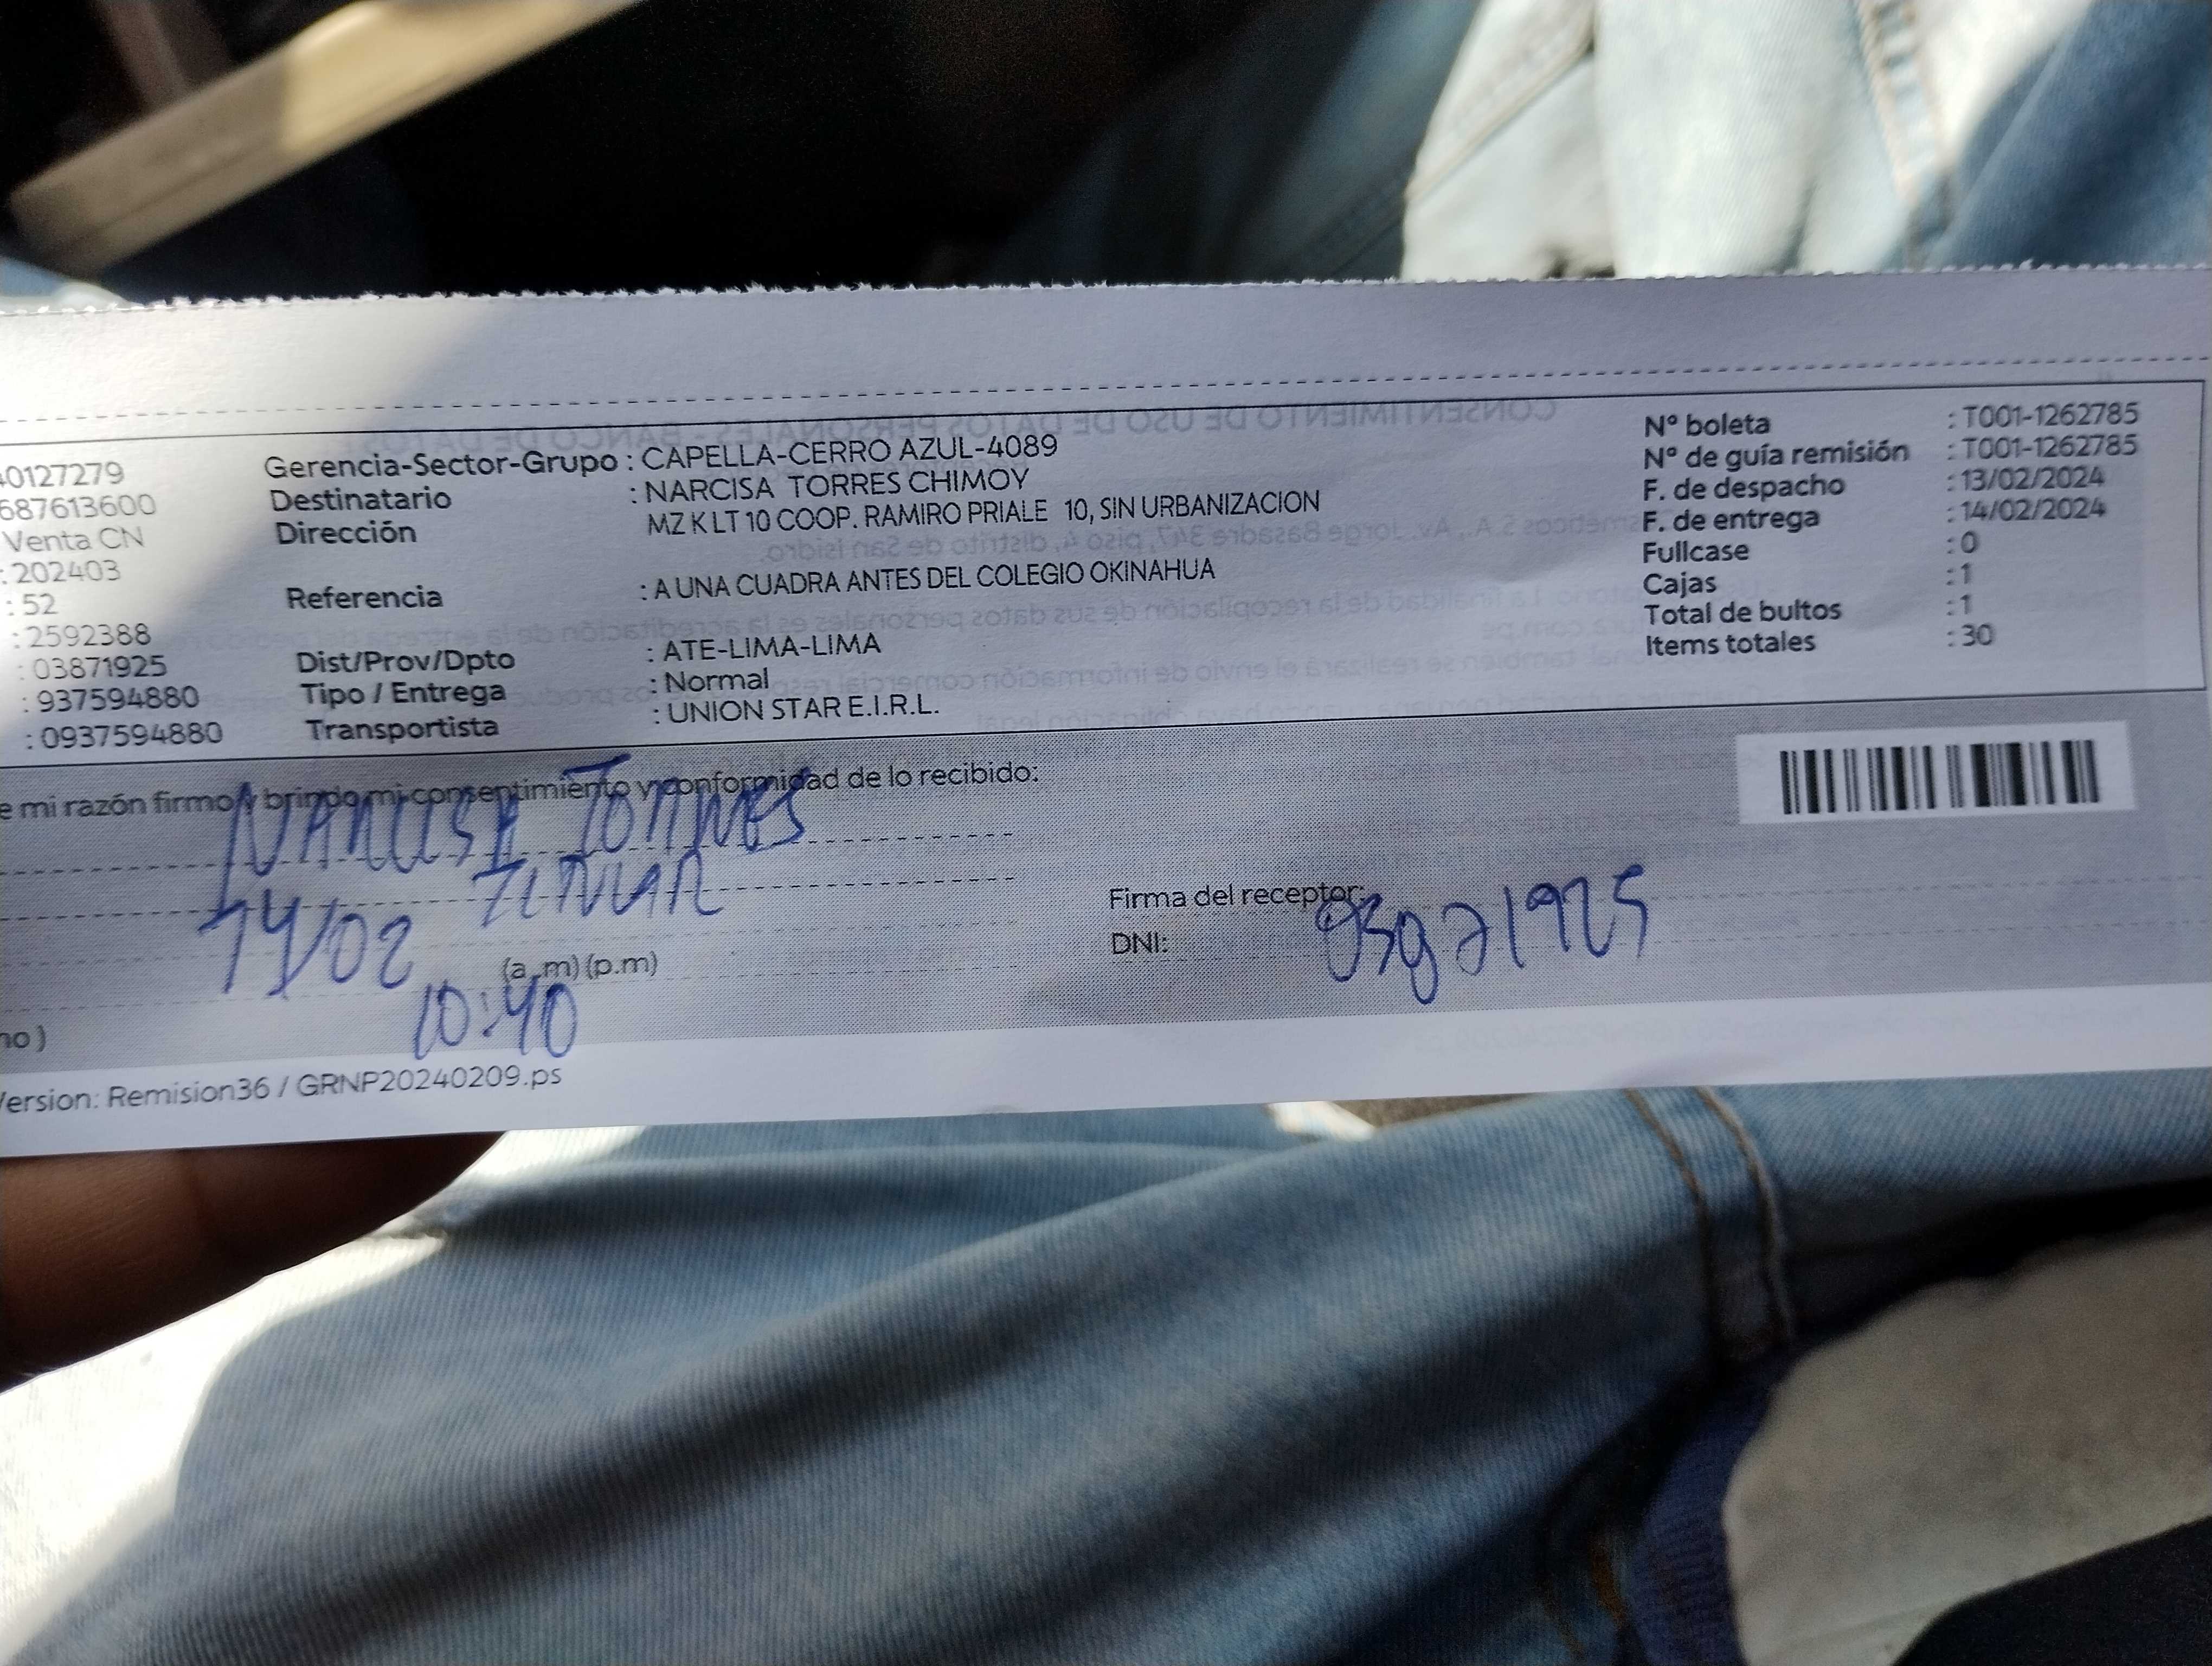 40127279
687613600
Venta CN
: 202403
: 52
: 2592388
: 03871925
: 937594880
: 0937594880
Gerencia-Sector-Grupo : CAPELLA-CERRO AZUL-4089
Destinatario : NARCISA TORRES CHIMOY
Dirección MZ K LT 10 COOP. RAMIRO PRIALE 10, SIN URBANIZACION
Referencia : A UNA CUADRA ANTES DEL COLEGIO OKINAHUA
Dist/Prov/Dpto : ATE-LIMA-LIMA
Tipo / Entrega : Normal
Transportista : UNION STAR E.I.R.L.
Nº boleta : T001-1262785
Nº de guía remisión : T001-1262785
F. de despacho : 13/02/2024
F. de entrega : 14/02/2024
Fullcase : 0
Cajas : 1
Total de bultos : 1
Items totales : 30
e mi razón firmo y brindo mi consentimiento y conformidad de lo recibido:
NARCISA TORRES
TITULAR
14/02
(a.m) (p.m)
10:40
Firma del receptor:
DNI: 03871925
no )
Version: Remision36 / GRNP20240209.ps